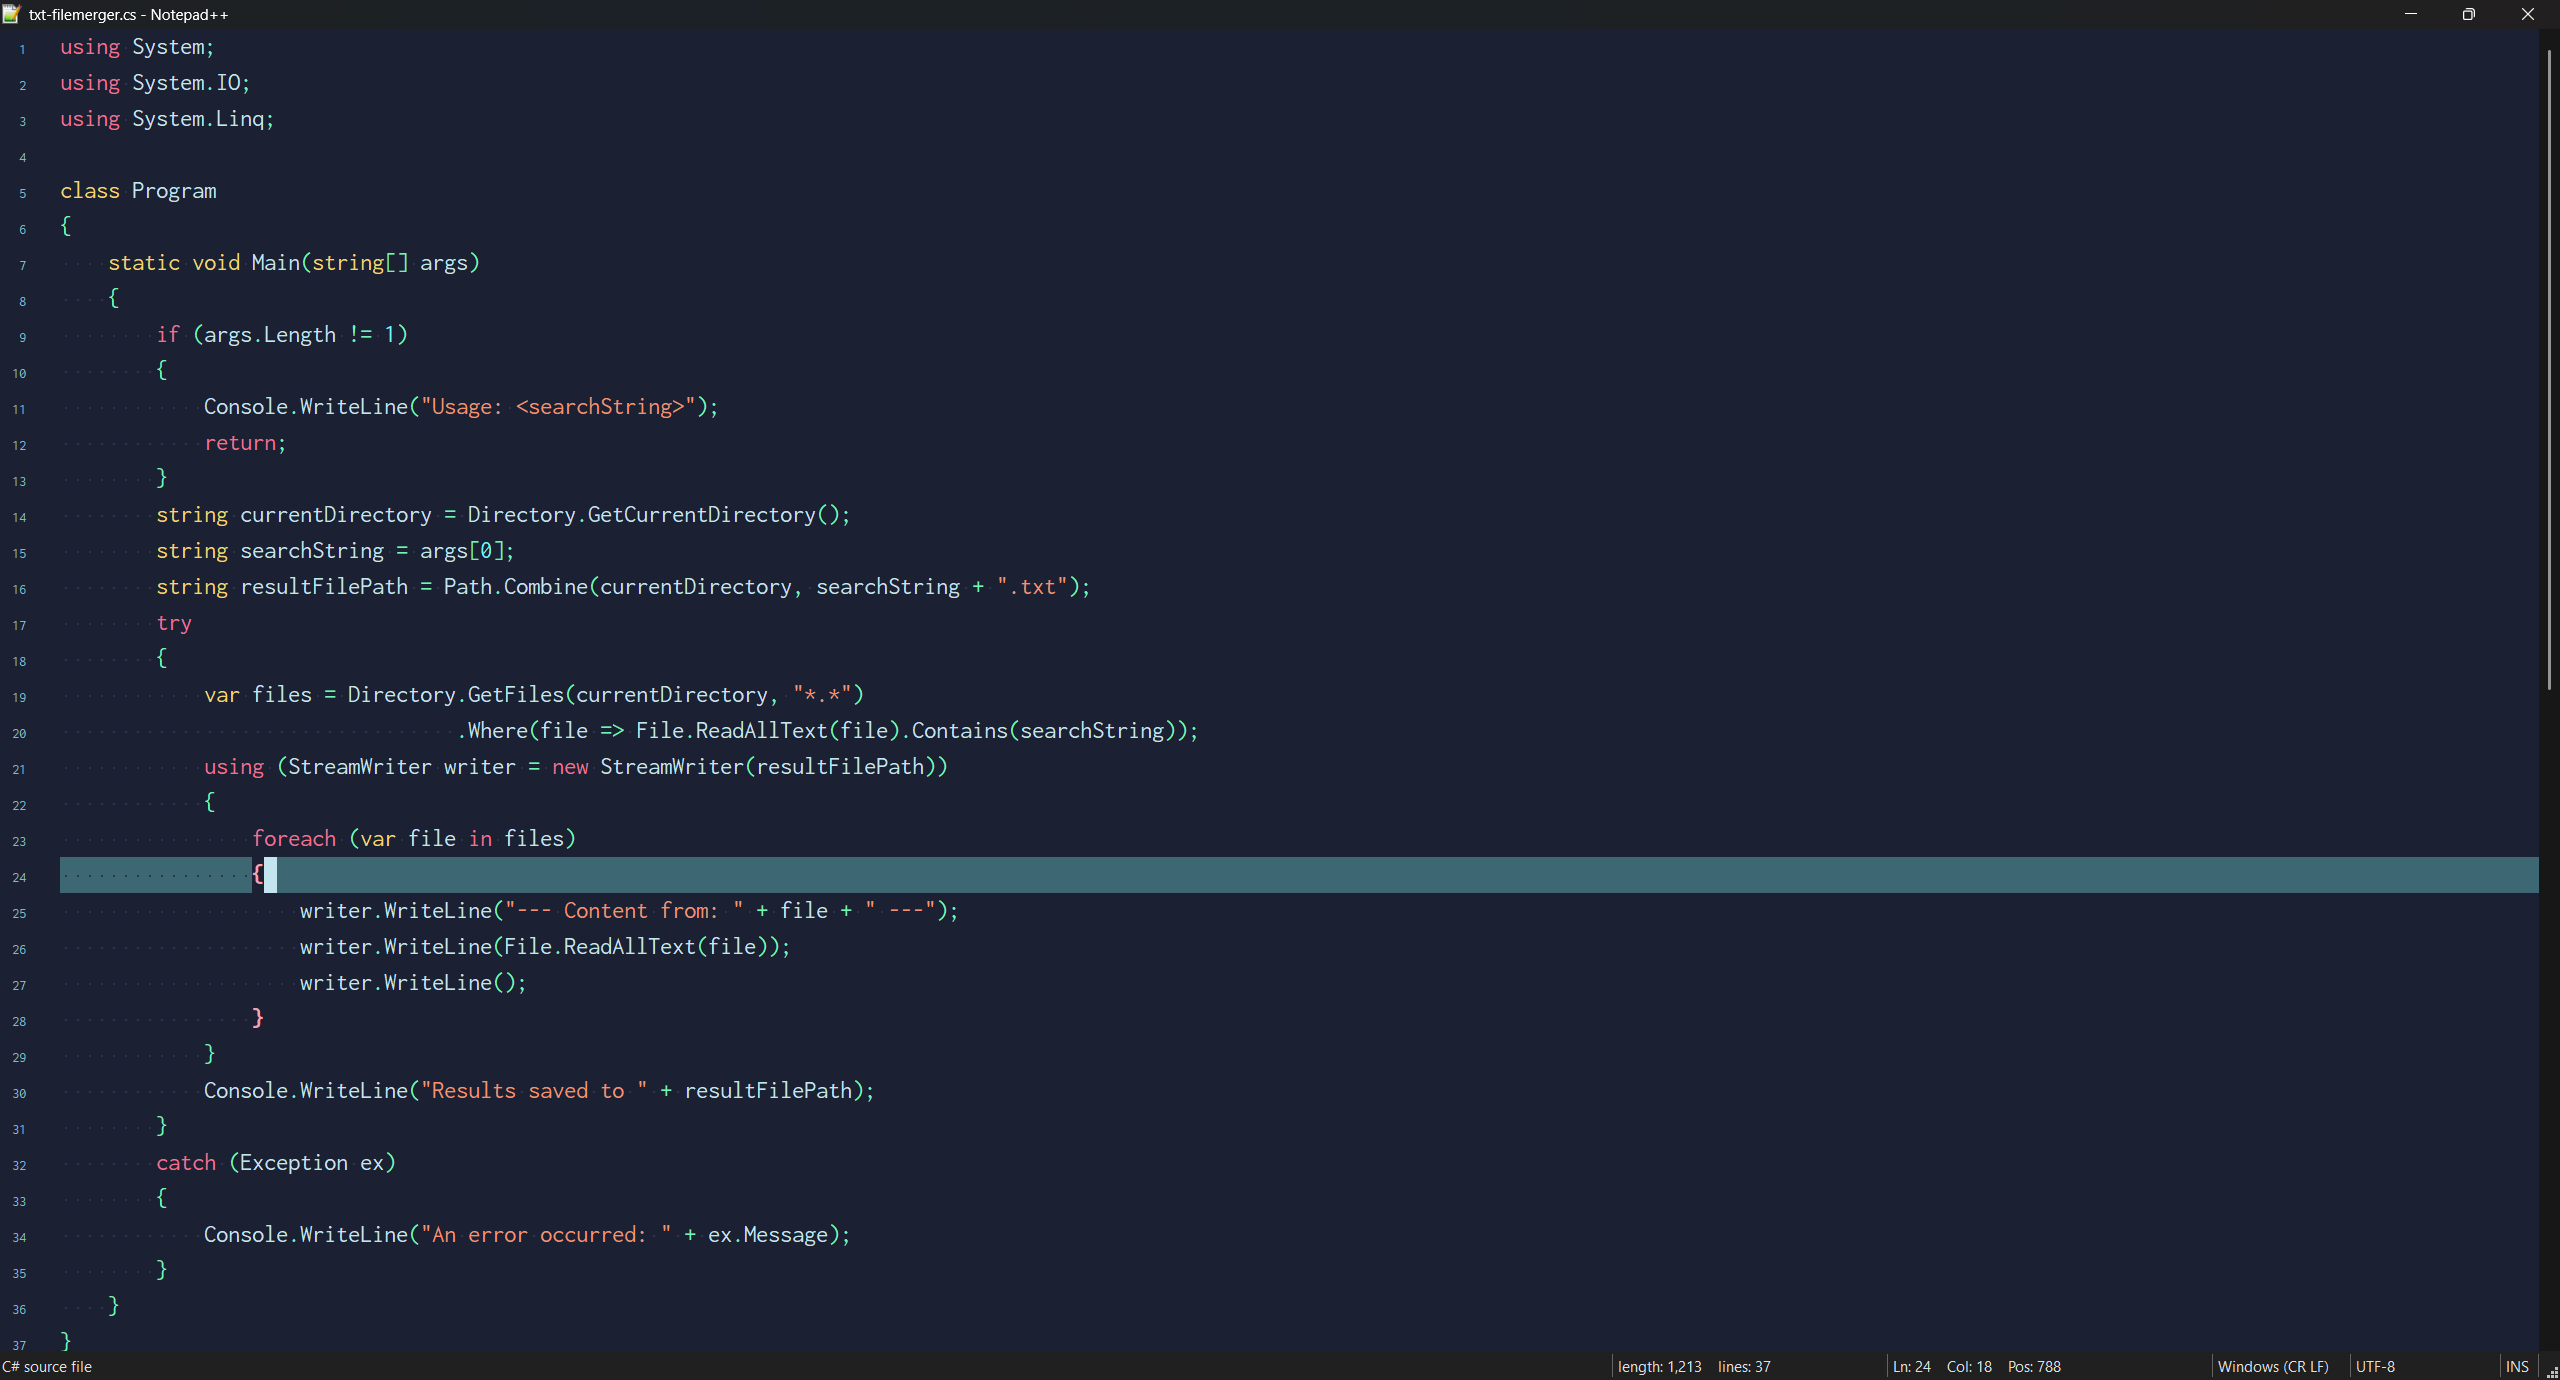 txt-filemerger.cs - Notepad++
1 using System;
2 using System.IO;
3 using System.Linq;
4
5 class Program
6 {
7     static void Main(string[] args)
8     {
9         if (args.Length != 1)
10         {
11             Console.WriteLine("Usage: <searchString>");
12             return;
13         }
14         string currentDirectory = Directory.GetCurrentDirectory();
15         string searchString = args[0];
16         string resultFilePath = Path.Combine(currentDirectory, searchString + ".txt");
17         try
18         {
19             var files = Directory.GetFiles(currentDirectory, "*.*")
20                                  .Where(file => File.ReadAllText(file).Contains(searchString));
21             using (StreamWriter writer = new StreamWriter(resultFilePath))
22             {
23                 foreach (var file in files)
24                 {
25                     writer.WriteLine("--- Content from: " + file + " ---");
26                     writer.WriteLine(File.ReadAllText(file));
27                     writer.WriteLine();
28                 }
29             }
30             Console.WriteLine("Results saved to " + resultFilePath);
31         }
32         catch (Exception ex)
33         {
34             Console.WriteLine("An error occurred: " + ex.Message);
35         }
36     }
37 }
C# source file length: 1,213 lines: 37 Ln: 24 Col: 18 Pos: 788 Windows (CR LF) UTF-8 INS